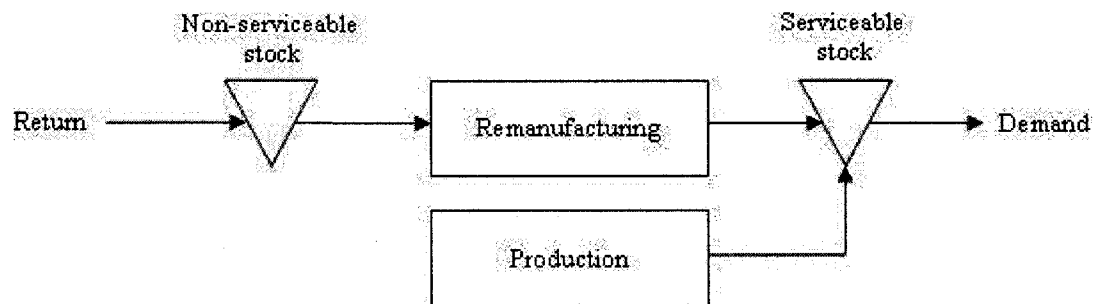 Non-serviceable
stock
Serviceable
stock
Return
Remanufacturing
Demand
Production